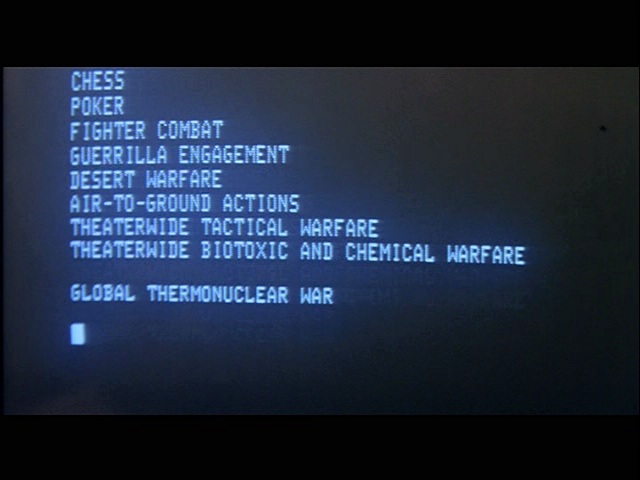 CHESS
POKER
FIGHTER COMBAT
GUERRILLA ENGAGEMENT
DESERT WARFARE
AIR-TO-GROUND ACTIONS
THEATERWIDE TACTICAL WARFARE
THEATERWIDE BIOTOXIC AND CHEMICAL WARFARE
GLOBAL THERMONUCLEAR WAR